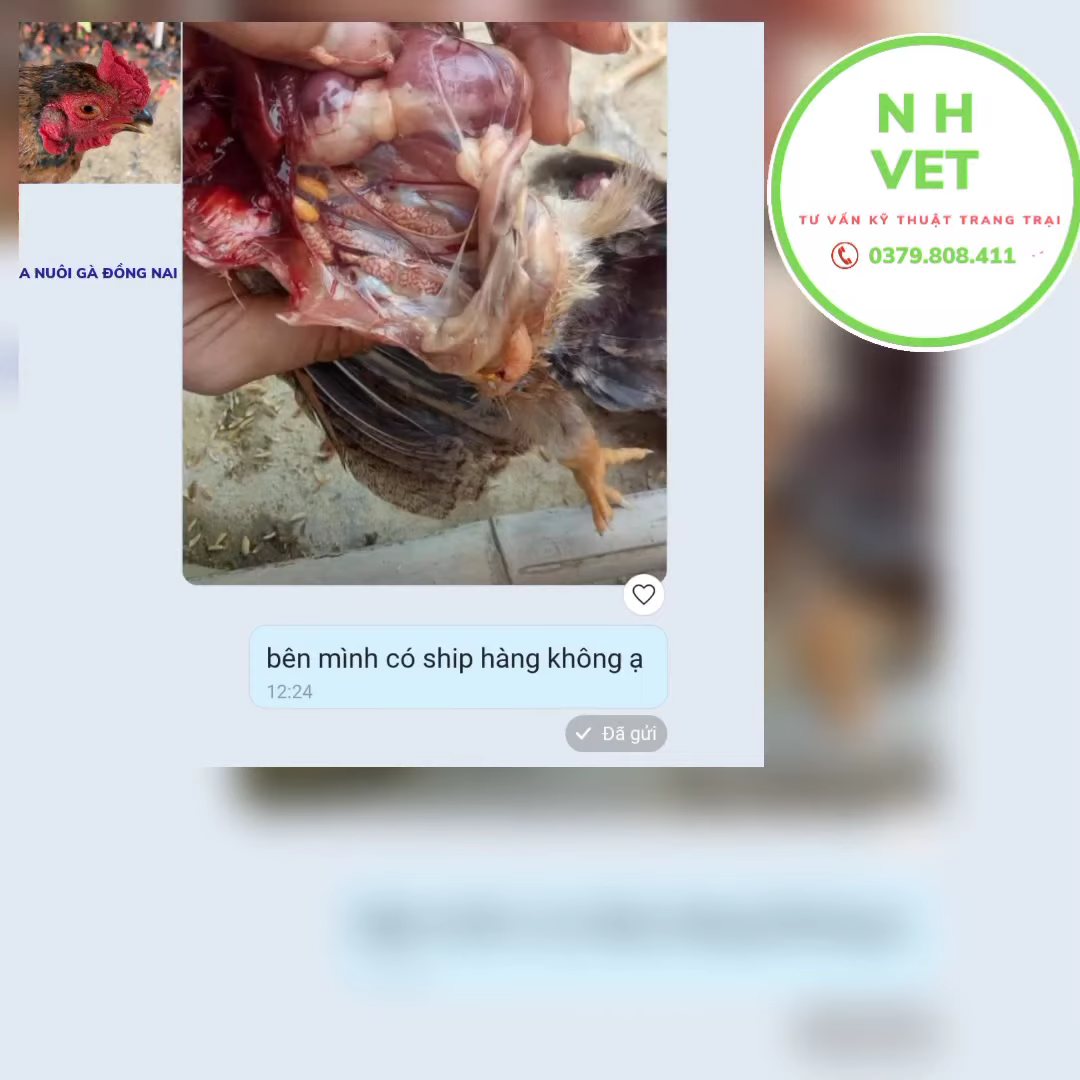 N H
VET
TƯ VẤN KỸ THUẬT TRANG TRẠI
0379.808.411
A NUÔI GÀ ĐỒNG NAI
bên mình có ship hàng không ạ
12:24
Đã gửi